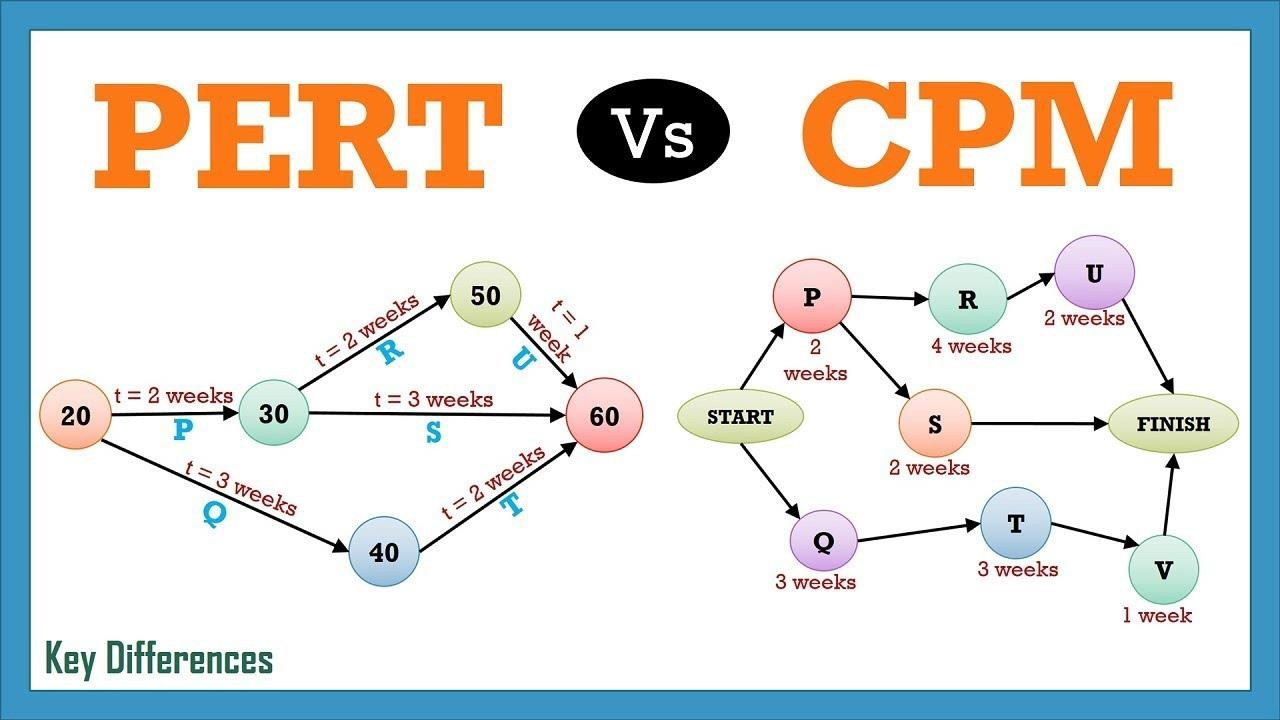 PERT
Vs
CPM
50
t = 2 weeks
R
t = 1
week
U
20
t = 2 weeks
P
30
t = 3 weeks
S
60
t = 3 weeks
Q
t = 2 weeks
T
40
P
2
weeks
R
4 weeks
U
2 weeks
START
S
2 weeks
FINISH
Q
3 weeks
T
3 weeks
V
1 week
Key Differences